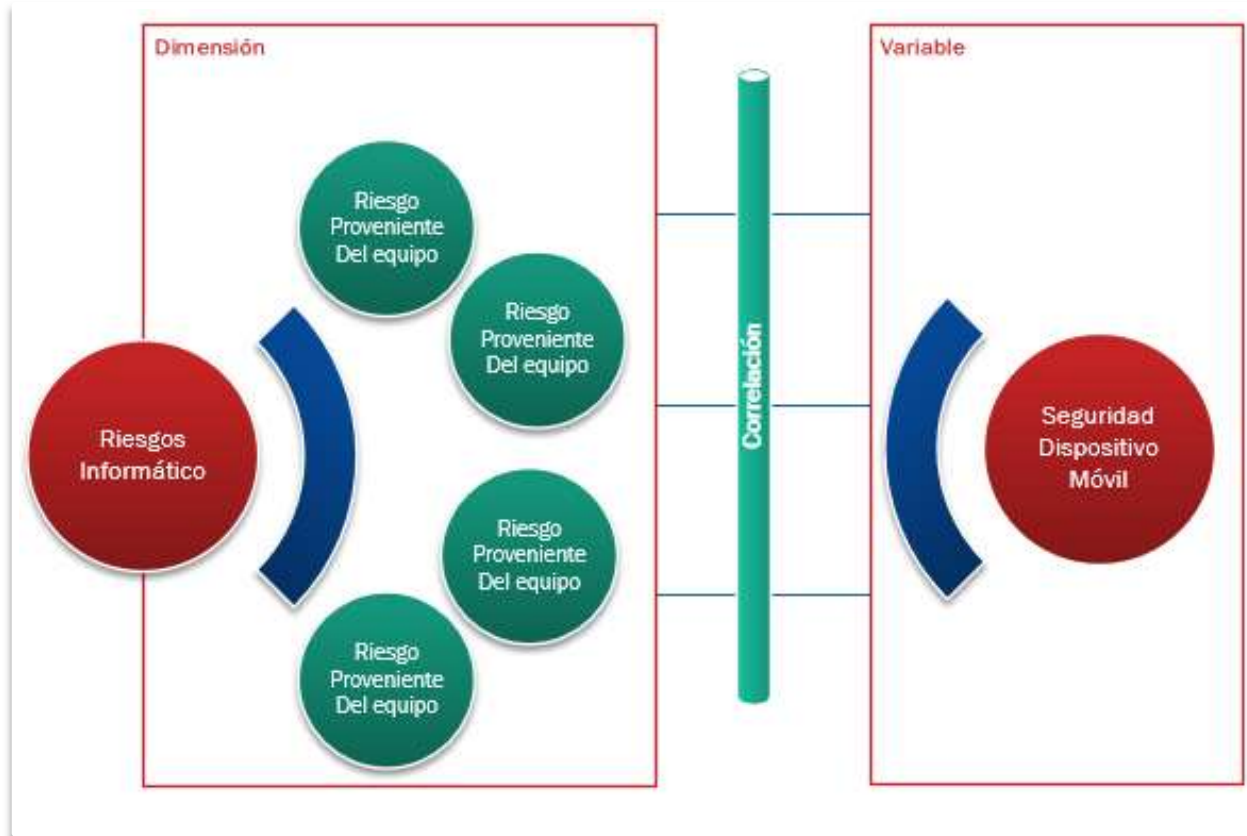 Dimensión
Variable
Riesgo
Proveniente
Del equipo
Riesgo
Proveniente
Del equipo
Riesgos
Informático
Correlación
Seguridad
Dispositivo
Móvil
Riesgo
Proveniente
Del equipo
Riesgo
Proveniente
Del equipo